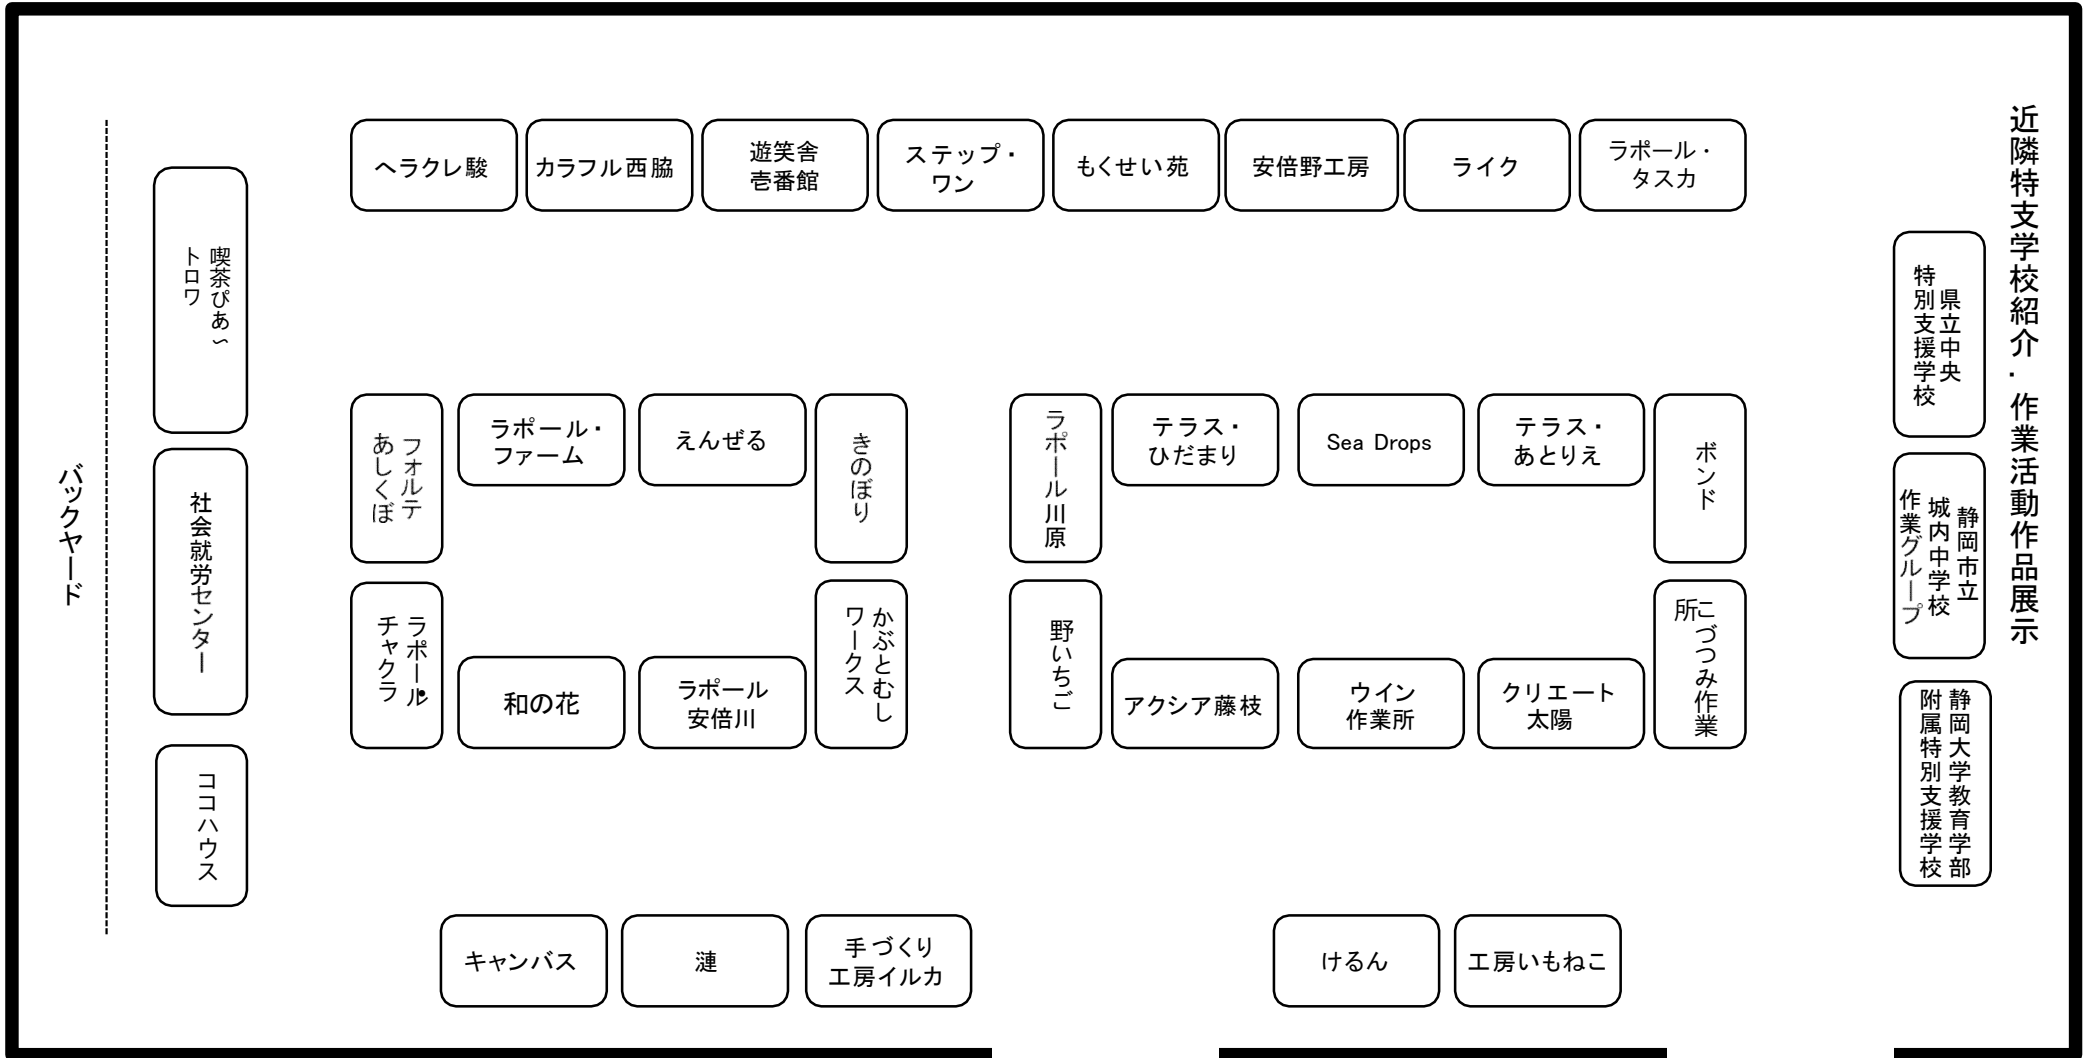 ヘラクレ駿
カラフル西脇
遊笑舎
壱番館
ステップ・
ワン
もくせい苑
安倍野工房
ライク
ラポール・
タスカ
近隣特支学校紹介・作業活動作品展示
県立中央
特別支援学校
静岡市立
城内中学校
作業グループ
静岡大学教育学部
附属特別支援学校
バックヤード
喫茶ぴあ～
トロワ
社会就労センター
ココハウス
フォルテ
あしくぼ
ラポール・
ファーム
えんぜる
きのぼり
ラポール・
チャクラ
和の花
ラポール
安倍川
かぶとむし
ワークス
ラポール川原
テラス・
ひだまり
Sea Drops
テラス・
あとりえ
ボンド
野いちご
アクシア藤枝
ウイン
作業所
クリエート
太陽
こづつみ作業
所
キャンバス
漣
手づくり
工房イルカ
けるん
工房いもねこ